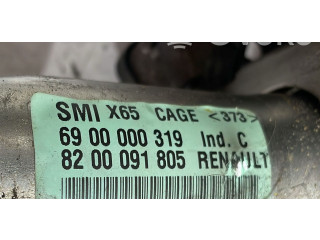 SMI X65 CAGE <373>
69 00 000 319 Ind. C
82 00 091 805 RENAULT